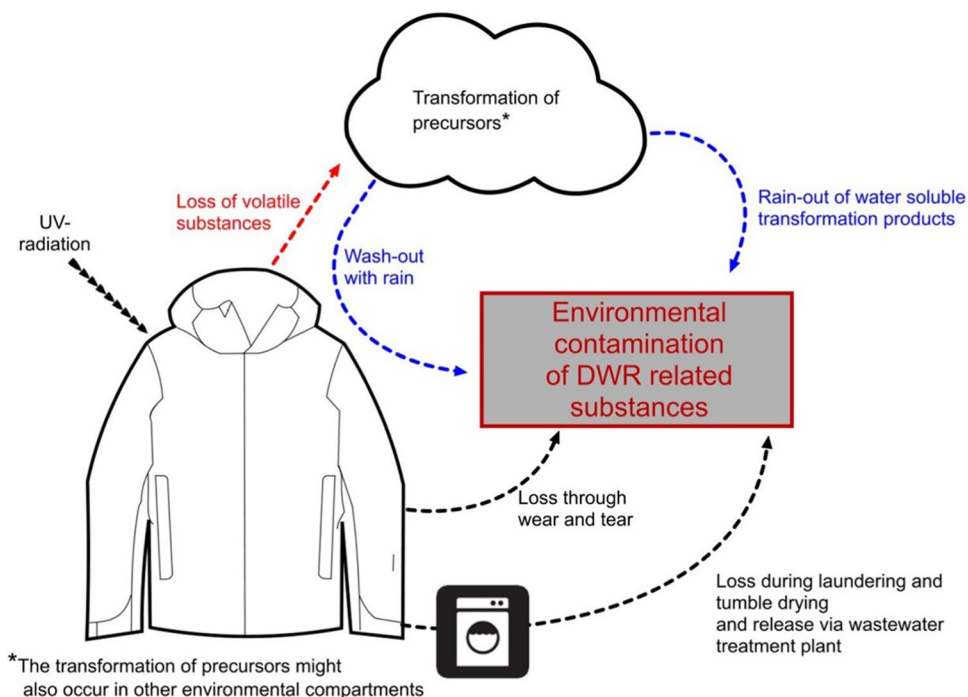 Transformation of
precursors*
Loss of volatile
substances
Rain-out of water soluble
transformation products
UV-
radiation
Wash-out
with rain
Environmental
contamination
of DWR related
substances
Loss through
wear and tear
Loss during laundering and
tumble drying
and release via wastewater
treatment plant
*The transformation of precursors might
also occur in other environmental compartments